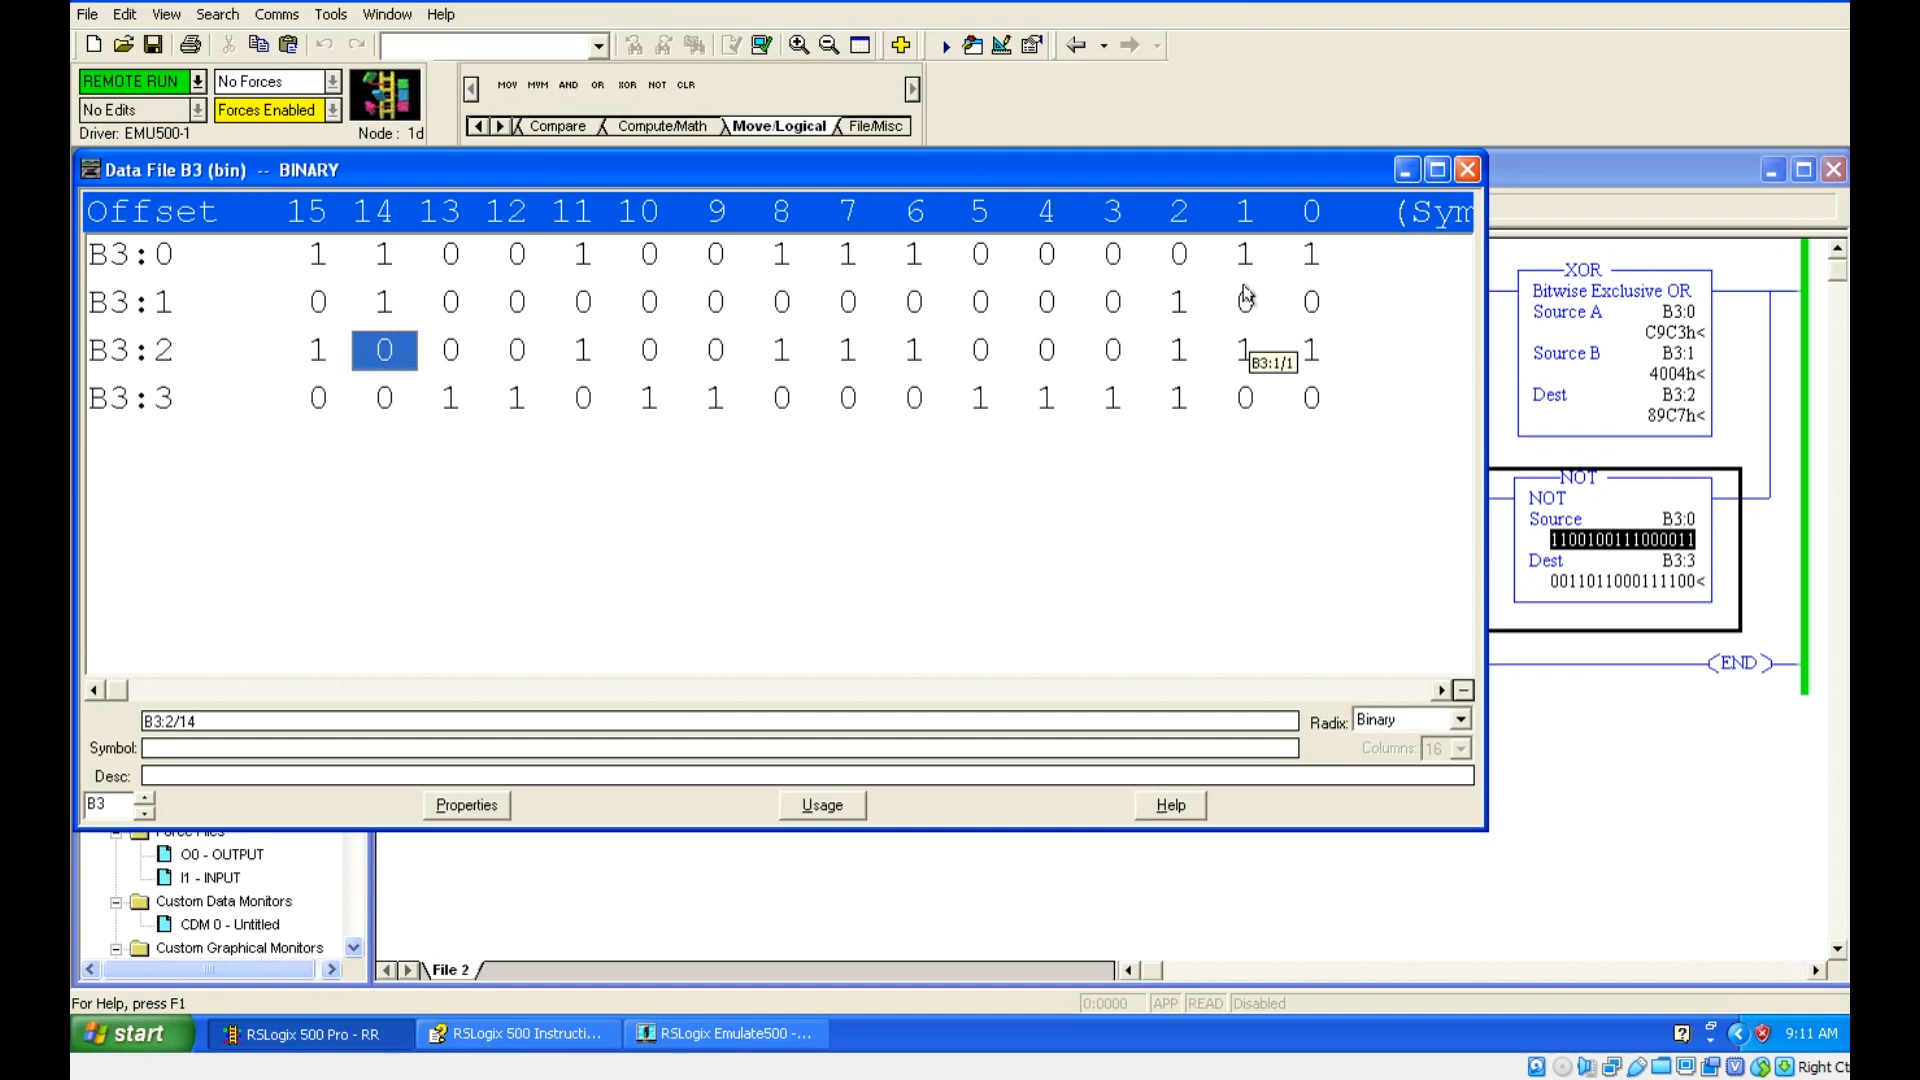 File Edit View Search Comms Tools Window Help
REMOTE RUN No Forces
No Edits Forces Enabled
Driver: EMU500-1 Node : 1d
MOV MVM AND OR XOR NOT CLR
Compare Compute/Math Move/Logical File/Misc
Data File B3 (bin) -- BINARY
Offset 15 14 13 12 11 10 9 8 7 6 5 4 3 2 1 0 (Sym
B3:0 1 1 0 0 1 0 0 1 1 1 0 0 0 0 1 1
B3:1 0 1 0 0 0 0 0 0 0 0 0 0 0 1 0 0
B3:2 1 0 0 0 1 0 0 1 1 1 0 0 0 1 1 1
B3:1/1
B3:3 0 0 1 1 0 1 1 0 0 0 1 1 1 1 0 0
XOR
Bitwise Exclusive OR
Source A B3:0
C9C3h<
Source B B3:1
4004h<
Dest B3:2
89C7h<
NOT
NOT
Source B3:0
1100100111000011
Dest B3:3
0011011000111100<
END
B3:2/14
Radix: Binary
Symbol:
Columns: 16
Desc:
B3 Properties Usage Help
Force Files
O0 - OUTPUT
I1 - INPUT
Custom Data Monitors
CDM 0 - Untitled
Custom Graphical Monitors
File 2
For Help, press F1
0:0000 APP READ Disabled
start RSLogix 500 Pro - RR RSLogix 500 Instructi... RSLogix Emulate500 -... 9:11 AM
Right Ct